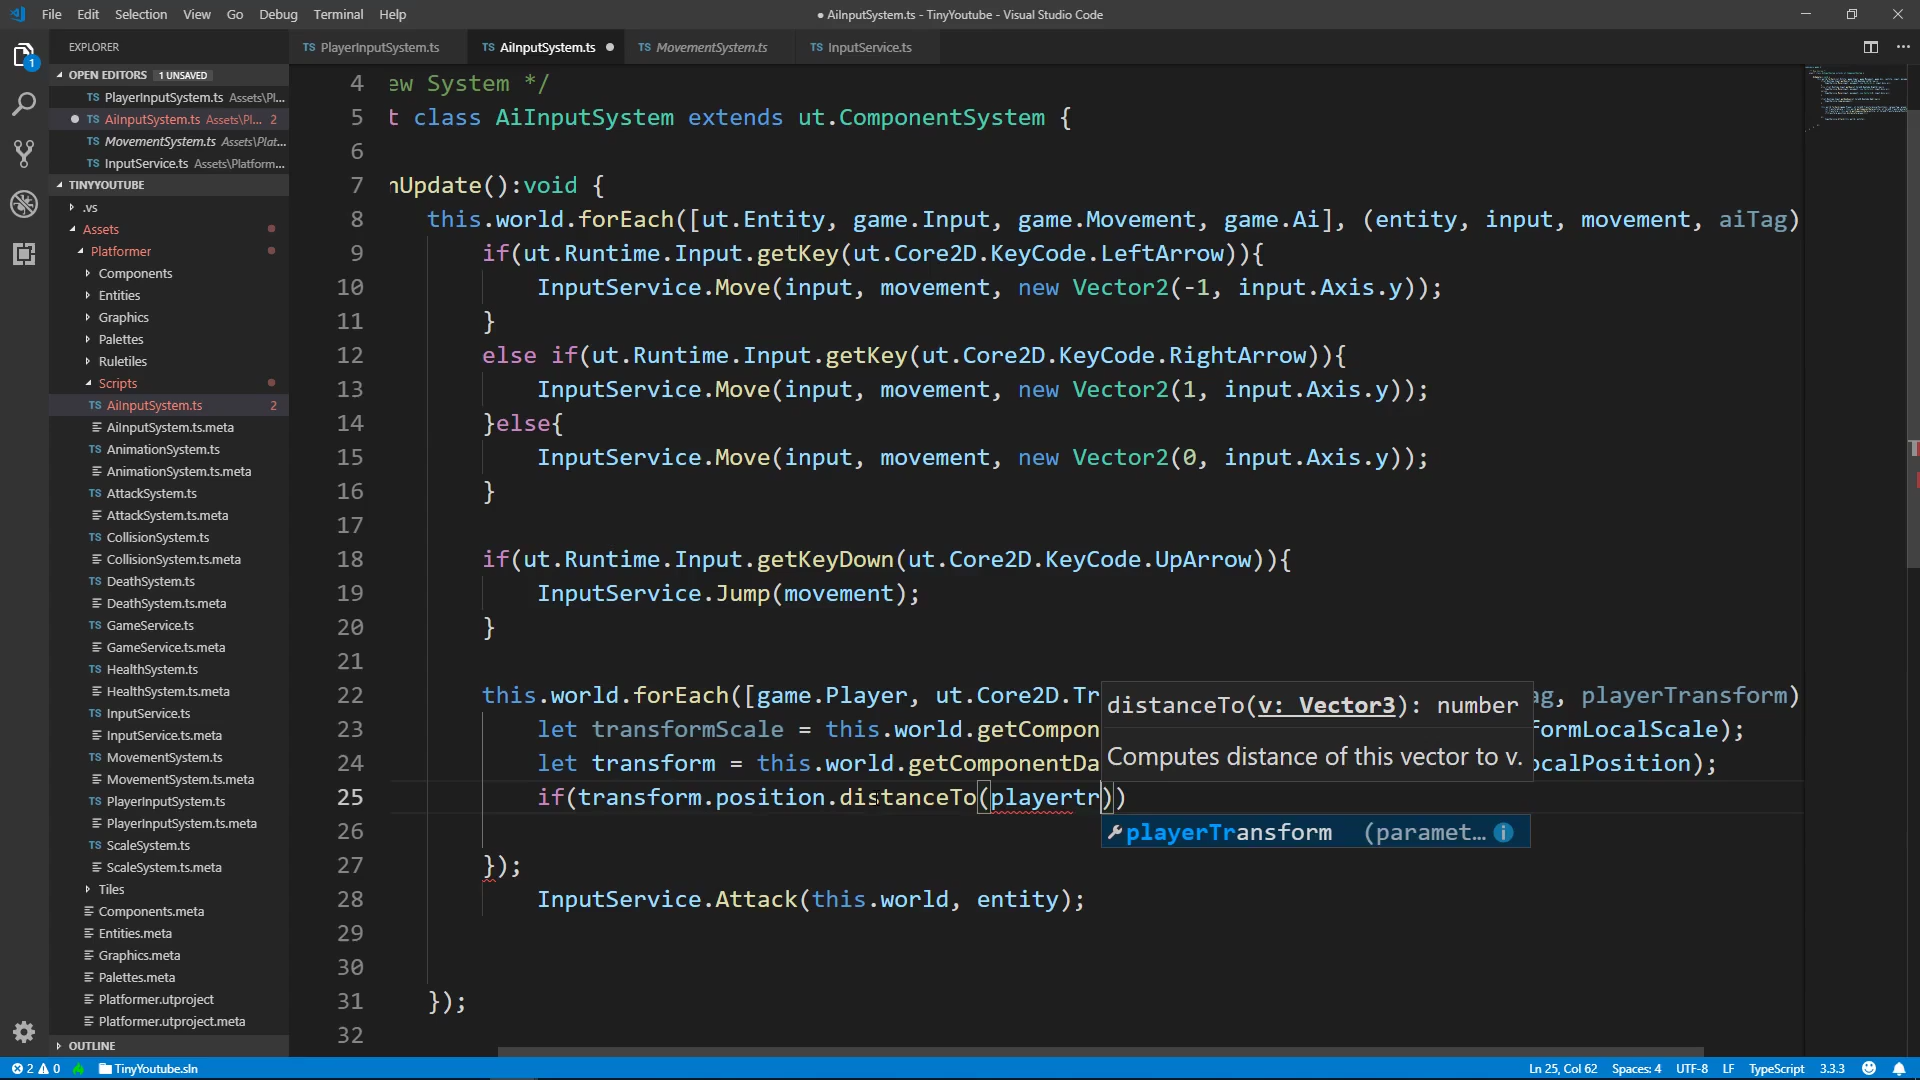 File Edit Selection View Go Debug Terminal Help
● AiInputSystem.ts - TinyYoutube - Visual Studio Code
EXPLORER
OPEN EDITORS 1 UNSAVED
TS PlayerInputSystem.ts Assets\Pl...
TS AiInputSystem.ts Assets\Pl... 2
TS MovementSystem.ts Assets\Plat...
TS InputService.ts Assets\Platform...
TINYYOUTUBE
.vs
Assets
Platformer
Components
Entities
Graphics
Palettes
Ruletiles
Scripts
TS AiInputSystem.ts 2
AiInputSystem.ts.meta
TS AnimationSystem.ts
AnimationSystem.ts.meta
TS AttackSystem.ts
AttackSystem.ts.meta
TS CollisionSystem.ts
CollisionSystem.ts.meta
TS DeathSystem.ts
DeathSystem.ts.meta
TS GameService.ts
GameService.ts.meta
TS HealthSystem.ts
HealthSystem.ts.meta
TS InputService.ts
InputService.ts.meta
TS MovementSystem.ts
MovementSystem.ts.meta
TS PlayerInputSystem.ts
PlayerInputSystem.ts.meta
TS ScaleSystem.ts
ScaleSystem.ts.meta
Tiles
Components.meta
Entities.meta
Graphics.meta
Palettes.meta
Platformer.utproject
Platformer.utproject.meta
OUTLINE
TS PlayerInputSystem.ts TS AiInputSystem.ts ● TS MovementSystem.ts TS InputService.ts
4 ew System */
5 t class AiInputSystem extends ut.ComponentSystem {
6
7 nUpdate():void {
8 this.world.forEach([ut.Entity, game.Input, game.Movement, game.Ai], (entity, input, movement, aiTag)
9 if(ut.Runtime.Input.getKey(ut.Core2D.KeyCode.LeftArrow)){
10 InputService.Move(input, movement, new Vector2(-1, input.Axis.y));
11 }
12 else if(ut.Runtime.Input.getKey(ut.Core2D.KeyCode.RightArrow)){
13 InputService.Move(input, movement, new Vector2(1, input.Axis.y));
14 }else{
15 InputService.Move(input, movement, new Vector2(0, input.Axis.y));
16 }
17
18 if(ut.Runtime.Input.getKeyDown(ut.Core2D.KeyCode.UpArrow)){
19 InputService.Jump(movement);
20 }
21
22 this.world.forEach([game.Player, ut.Core2D.Tr ag, playerTransform)
23 let transformScale = this.world.getCompon formLocalScale);
24 let transform = this.world.getComponentDa ocalPosition);
25 if(transform.position.distanceTo(playertr))
26
27 });
28 InputService.Attack(this.world, entity);
29
30
31 });
32
distanceTo(v: Vector3): number
Computes distance of this vector to v.
playerTransform (paramet...
1
2 0 TinyYoutube.sln Ln 25, Col 62 Spaces: 4 UTF-8 LF TypeScript 3.3.3